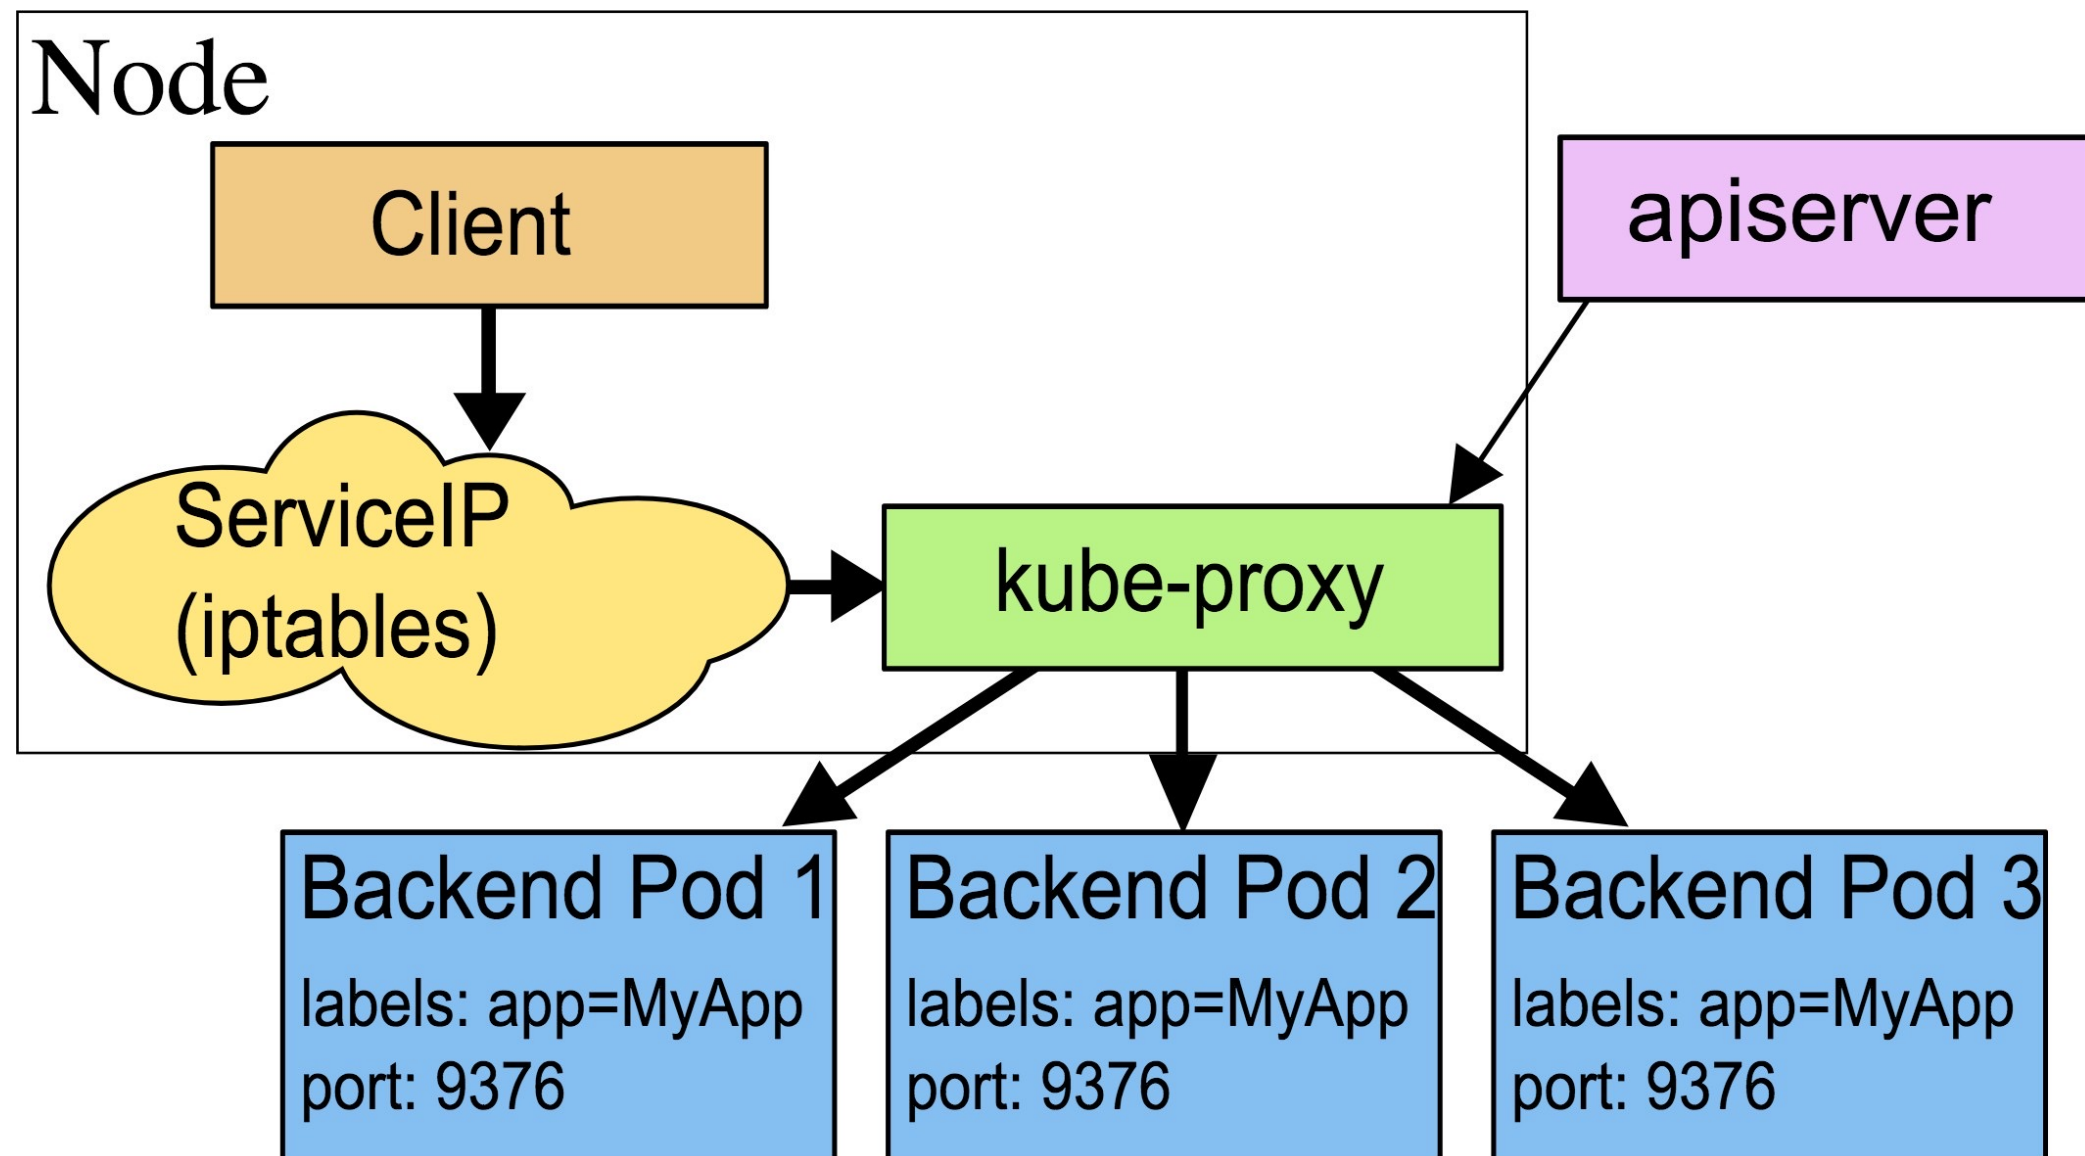 Node
Client
apiserver
ServiceIP
(iptables)
kube-proxy
Backend Pod 1
labels: app=MyApp
port: 9376
Backend Pod 2
labels: app=MyApp
port: 9376
Backend Pod 3
labels: app=MyApp
port: 9376